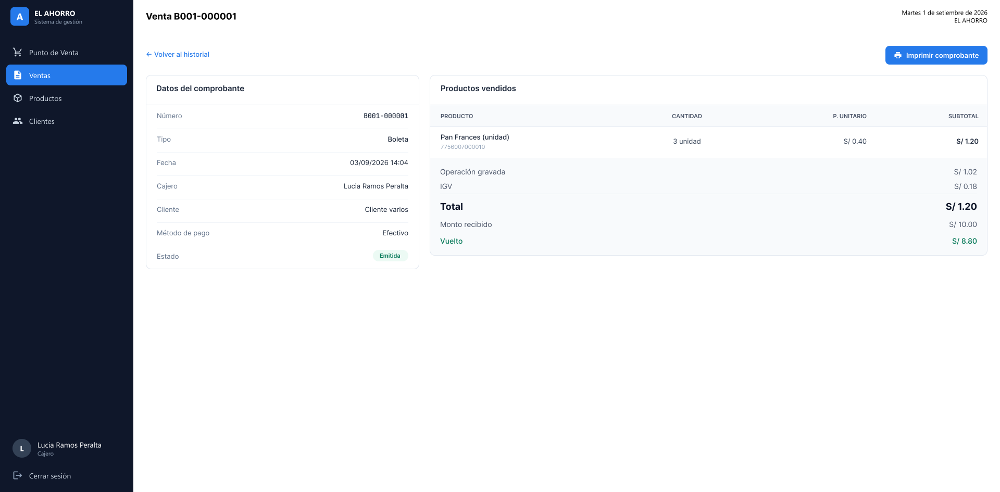 A
EL AHORRO
Sistema de gestión
Punto de Venta
Ventas
Productos
Clientes
Lucia Ramos Peralta
L
Cajero
Cerrar sesión
Venta B001-000001
Martes 1 de setiembre de 2026
EL AHORRO
← Volver al historial
Imprimir comprobante
Datos del comprobante
Número B001-000001
Tipo Boleta
Fecha 03/09/2026 14:04
Cajero Lucia Ramos Peralta
Cliente Cliente varios
Método de pago Efectivo
Estado Emitida
Productos vendidos
PRODUCTO CANTIDAD P. UNITARIO SUBTOTAL
Pan Frances (unidad) 3 unidad S/ 0.40 S/ 1.20
7756007000010
Operación gravada S/ 1.02
IGV S/ 0.18
Total S/ 1.20
Monto recibido S/ 10.00
Vuelto S/ 8.80